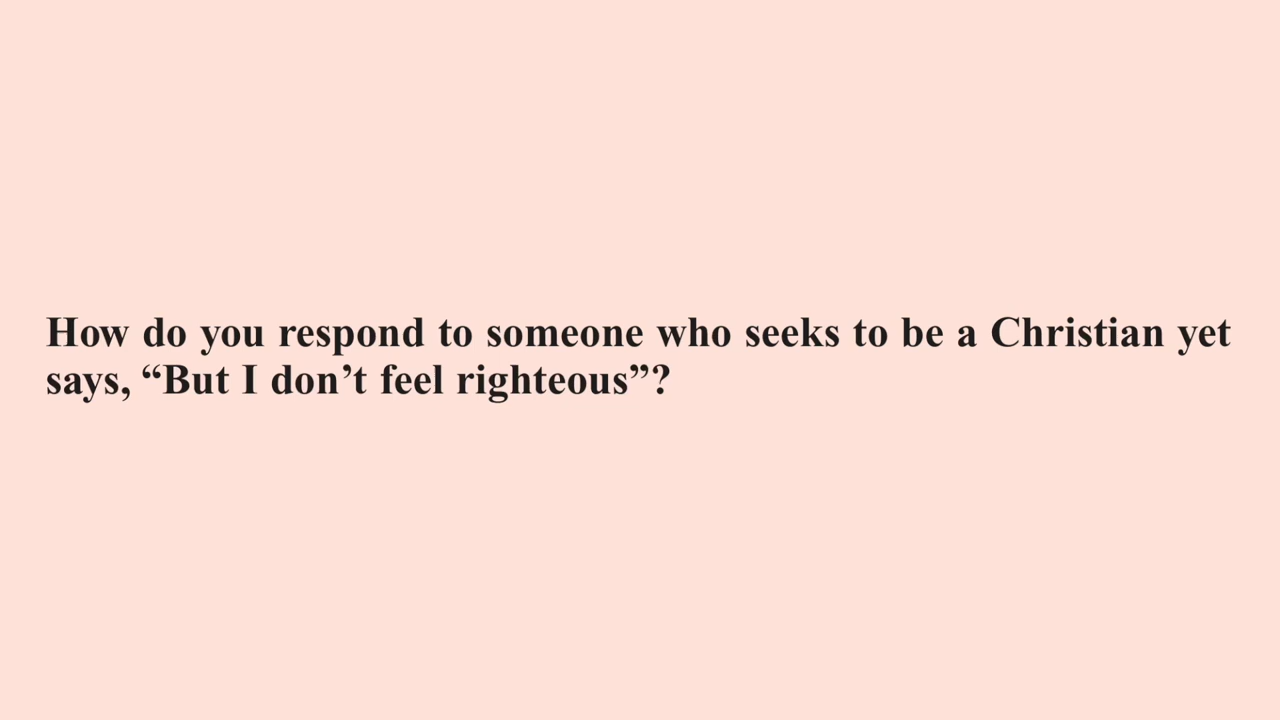 How do you respond to someone who seeks to be a Christian yet
says, “But I don’t feel righteous”?